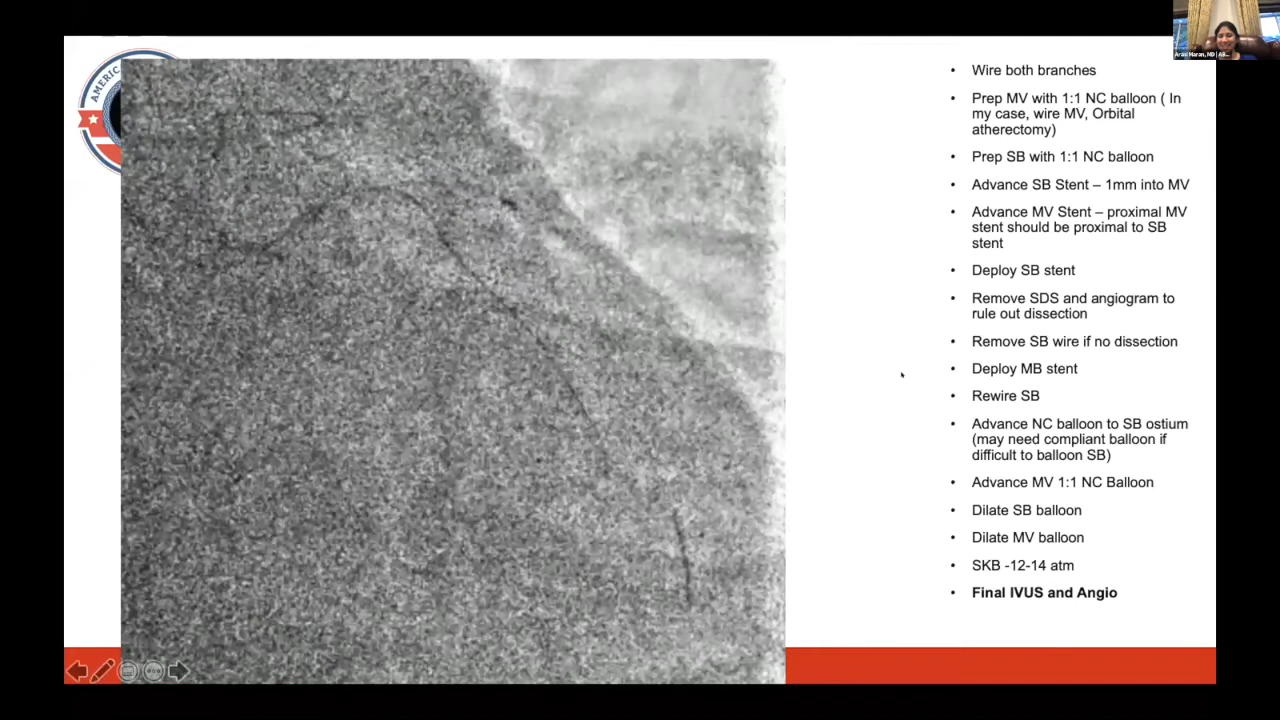 AMERIC
Wire both branches
Prep MV with 1:1 NC balloon ( In
my case, wire MV, Orbital
atherectomy)
Prep SB with 1:1 NC balloon
Advance SB Stent – 1mm into MV
Advance MV Stent – proximal MV
stent should be proximal to SB
stent
Deploy SB stent
Remove SDS and angiogram to
rule out dissection
Remove SB wire if no dissection
Deploy MB stent
Rewire SB
Advance NC balloon to SB ostium
(may need compliant balloon if
difficult to balloon SB)
Advance MV 1:1 NC Balloon
Dilate SB balloon
Dilate MV balloon
SKB -12-14 atm
Final IVUS and Angio